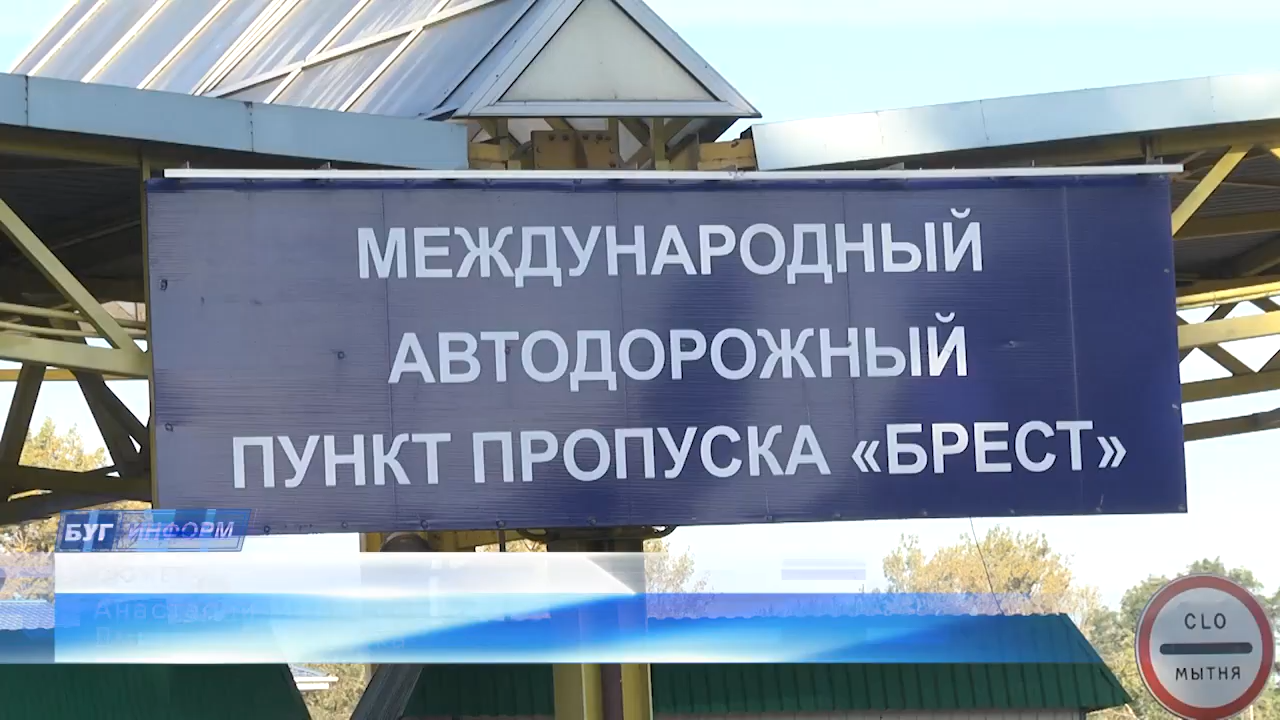 МЕЖДУНАРОДНЫЙ
АВТОДОРОЖНЫЙ
ПУНКТ ПРОПУСКА «БРЕСТ»
БУГ ИНФОРМ
CLO
МЫТНЯ